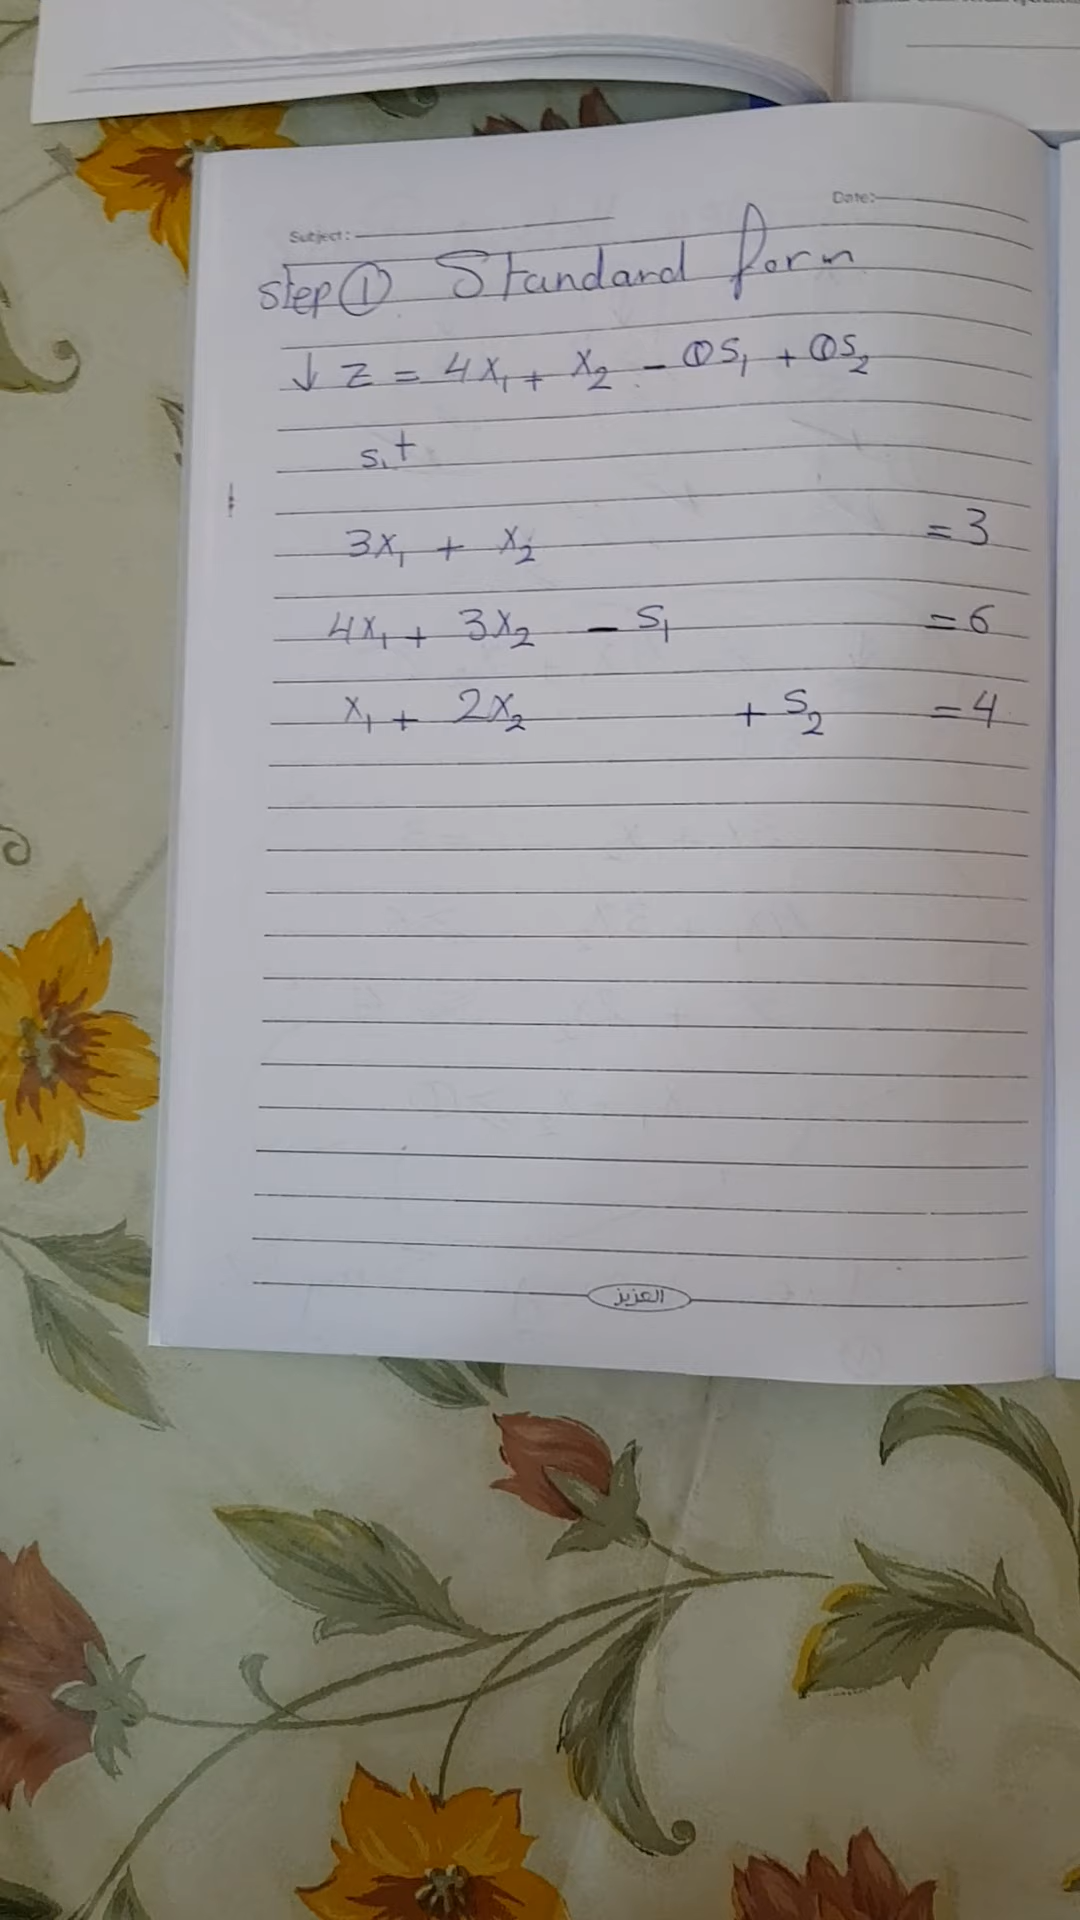 Date:
Subject:
Step ① Standard form
↓ Z = 4x₁ + x₂ - 0S₁ + 0S₂
s.t
3x₁ + x₂ = 3
4x₁ + 3x₂ - S₁ = 6
x₁ + 2x₂ + S₂ = 4
العزيز